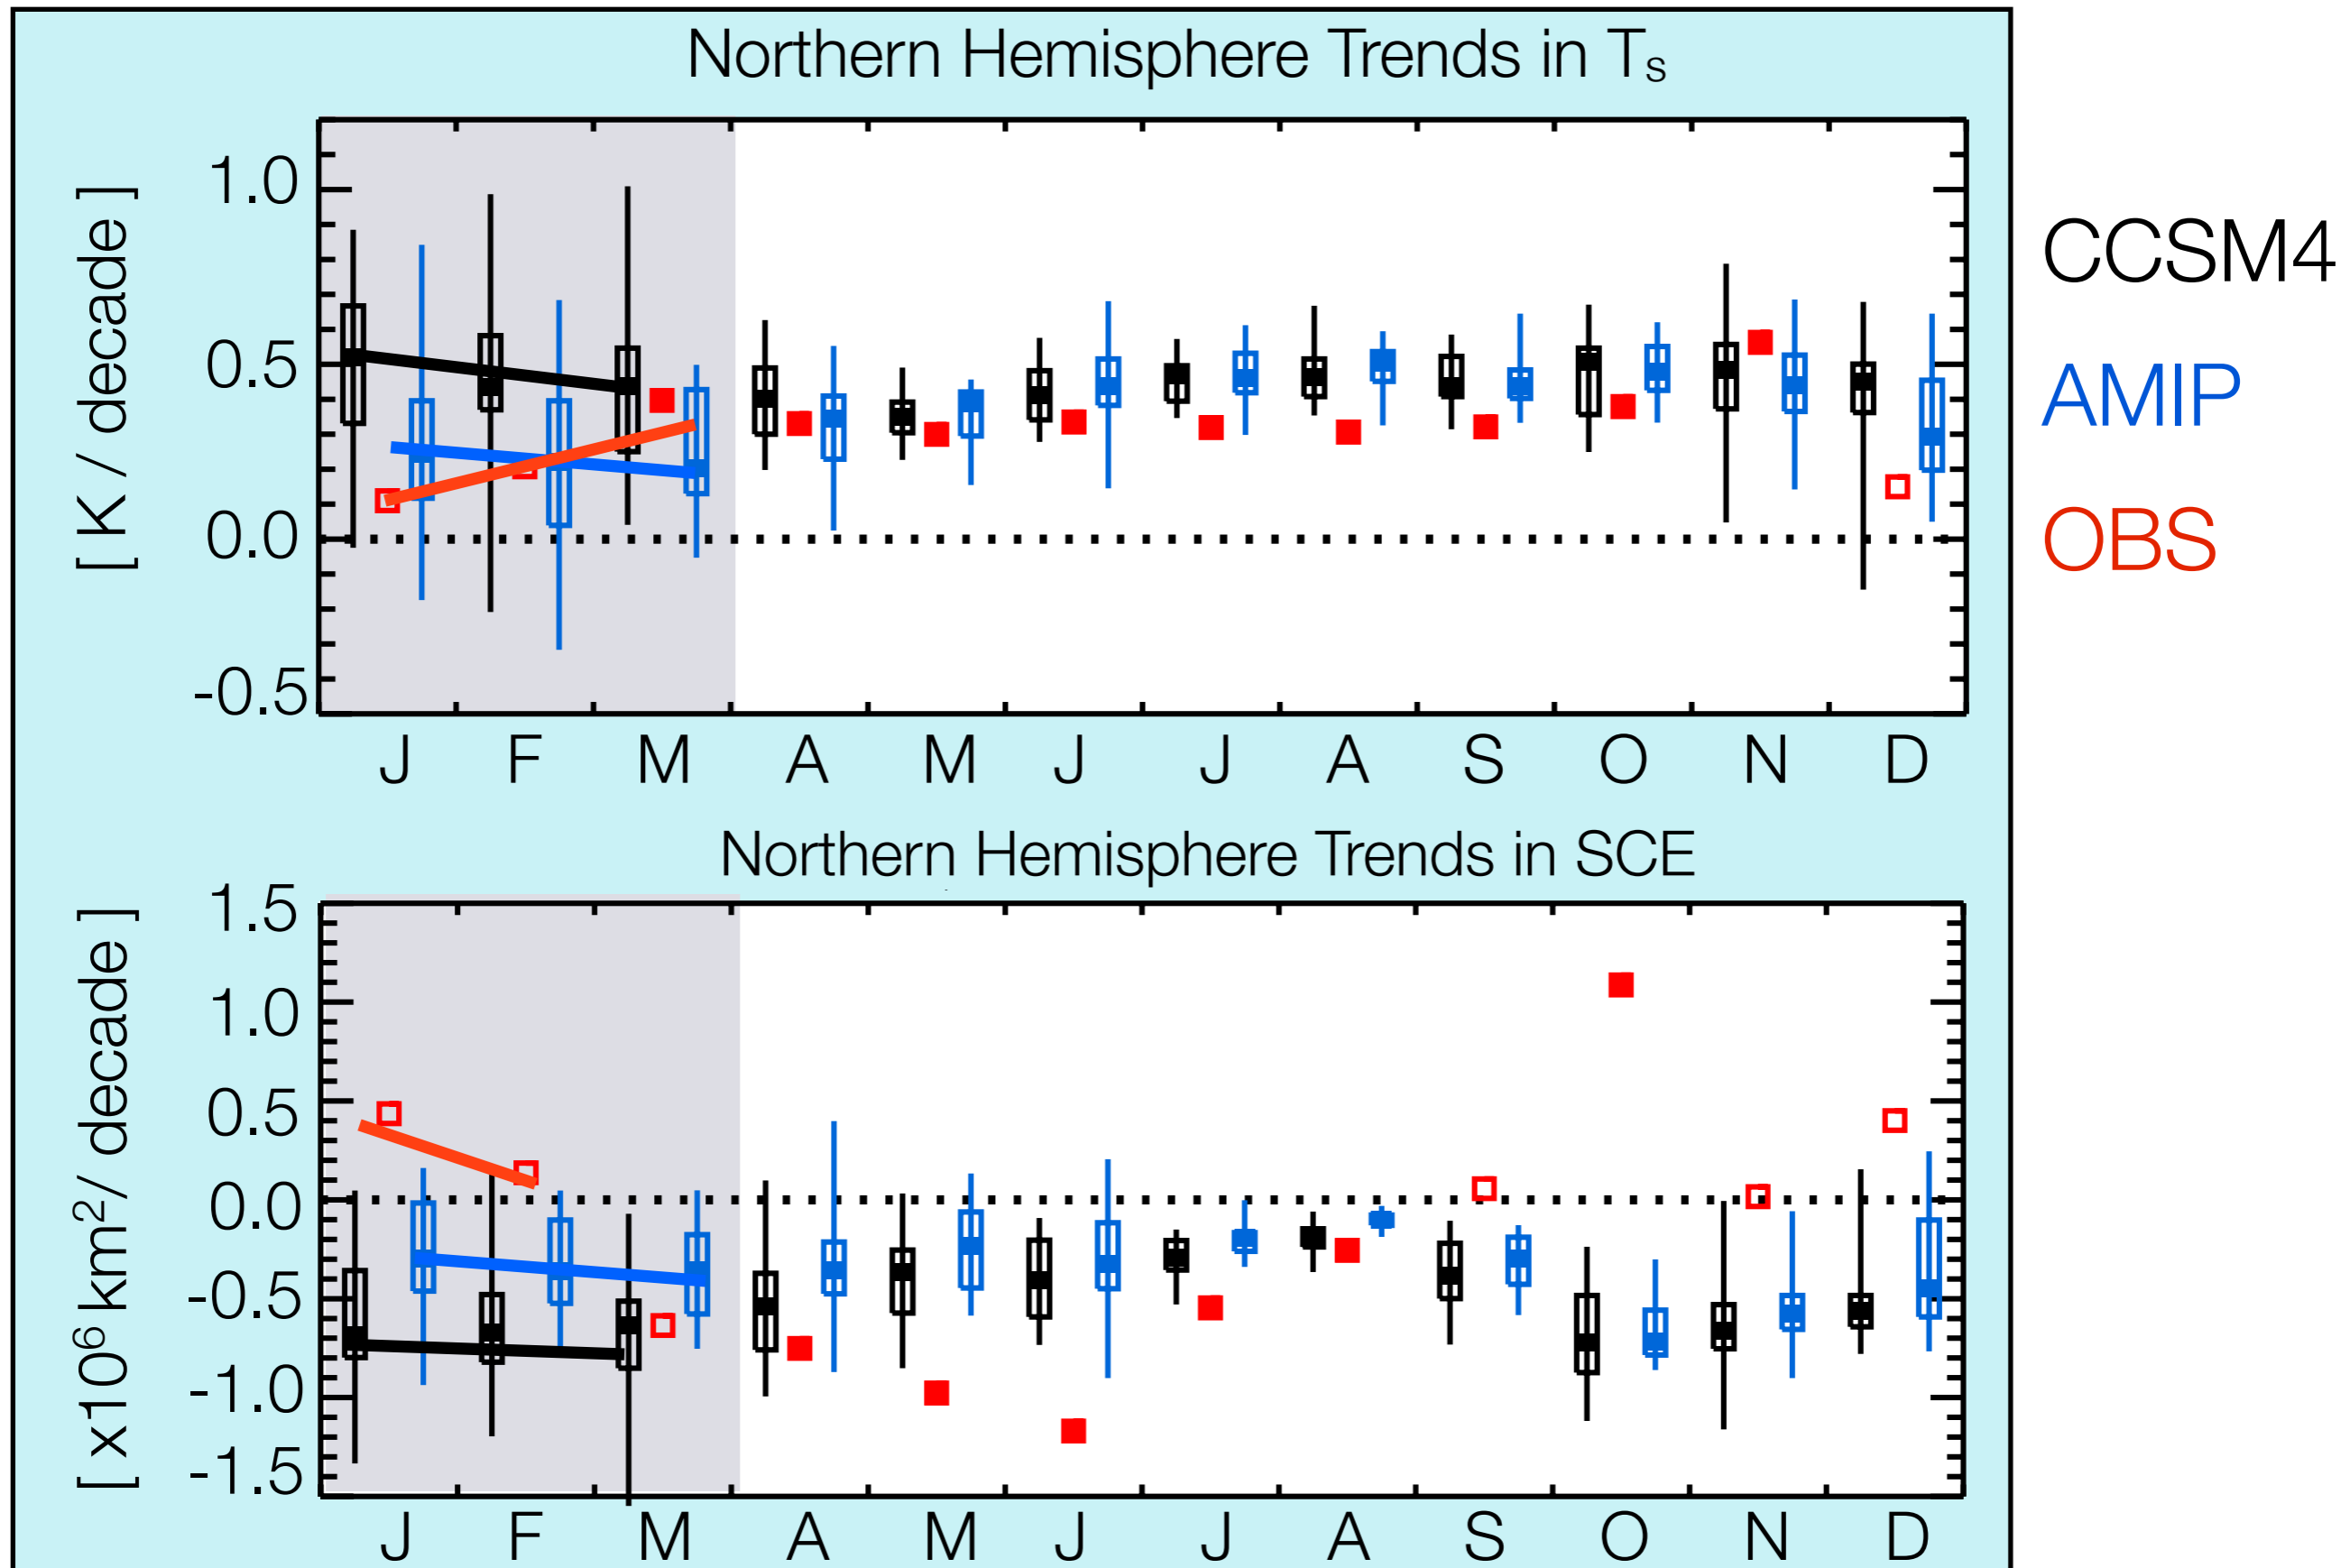 Northern Hemisphere Trends in TS
[ K / decade ]
1.0
0.5
0.0
-0.5
J F M A M J J A S O N D
CCSM4
AMIP
OBS
Northern Hemisphere Trends in SCE
[ x10⁶ km²/ decade ]
1.5
1.0
0.5
0.0
-0.5
-1.0
-1.5
J F M A M J J A S O N D